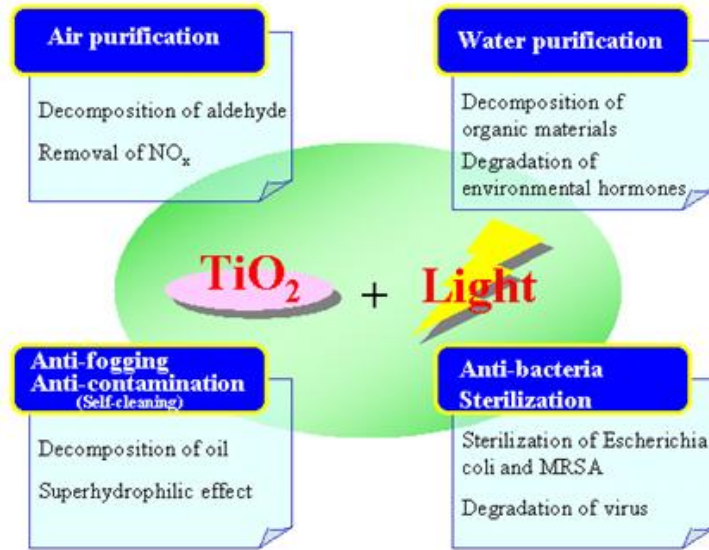 Air purification
Decomposition of aldehyde
Removal of NOₓ
Water purification
Decomposition of
organic materials
Degradation of
environmental hormones
TiO₂ + Light
Anti-fogging
Anti-contamination
(Self-cleaning)
Decomposition of oil
Superhydrophilic effect
Anti-bacteria
Sterilization
Sterilization of Escherichia
coli and MRSA
Degradation of virus